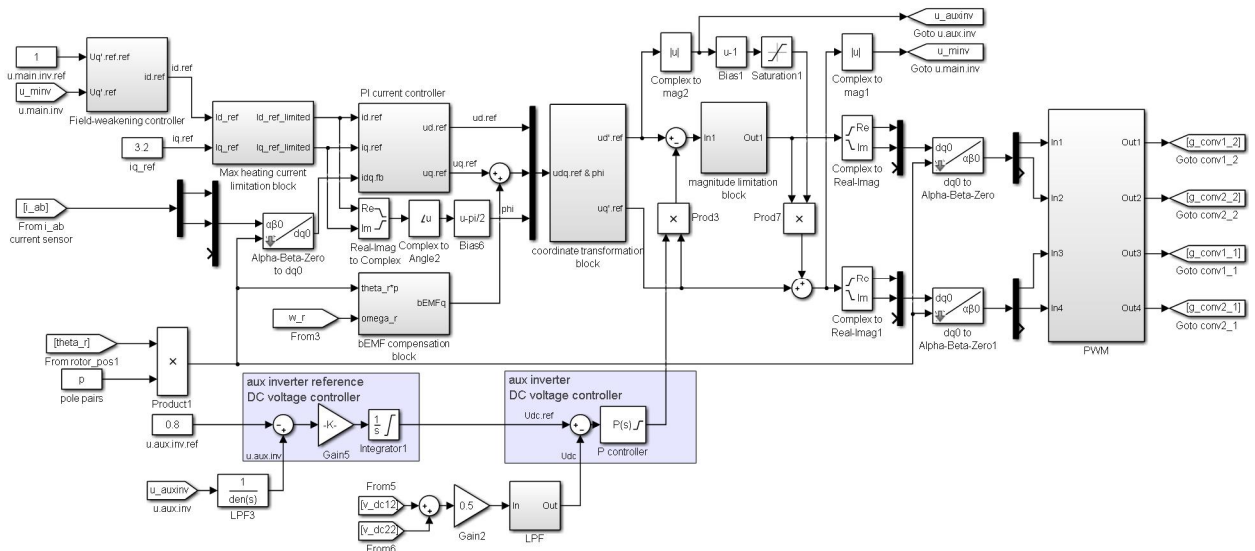 1
u.main.inv.ref
u_minv
u.main.inv
Uq'.ref.ref
id.ref
Uq'.ref
Field-weakening controller
id.ref
3.2
iq_ref
iq.ref
Id_ref
Id_ref_limited
Iq_ref
Iq_ref_limited
Max heating current
limitation block
PI current controller
id.ref
ud.ref
iq.ref
uq.ref
idq.fb
ud.ref
uq.ref
phi
[i_ab]
From i_ab
current sensor
αβ0
dq0
Alpha-Beta-Zero
to dq0
Re
Im
Real-Imag
to Complex
∠u
Complex to
Angle2
u-pi/2
Bias6
theta_r*p
bEMFq
omega_r
bEMF compensation
block
w_r
From3
[theta_r]
From rotor_pos1
p
pole pairs
×
Product1
udq.ref & phi
ud*.ref
uq*.ref
coordinate transformation
block
|u|
Complex to
mag2
u-1
Bias1
Saturation1
|u|
Complex to
mag1
u_auxinv
Goto u.aux.inv
u_minv
Goto u.main.inv
In1
Out1
magnitude limitation
block
×
Prod3
×
Prod7
Re
Im
Complex to
Real-Imag
dq0
αβ0
dq0 to
Alpha-Beta-Zero
Re
Im
Complex to
Real-Imag1
dq0
αβ0
dq0 to
Alpha-Beta-Zero1
In1
In2
In3
In4
Out1
Out2
Out3
Out4
PWM
[g_conv1_2]
Goto conv1_2
[g_conv2_2]
Goto conv2_2
[g_conv1_1]
Goto conv1_1
[g_conv2_1]
Goto conv2_1
aux inverter reference
DC voltage controller
0.8
u.aux.inv.ref
u.aux.inv
-K-
Gain5
1
s
Integrator1
u_auxinv
u.aux.inv
1
den(s)
LPF3
aux inverter
DC voltage controller
Udc.ref
Udc
P(s)
P controller
From5
[v_dc12]
[v_dc22]
From6
0.5
Gain2
In
Out
LPF